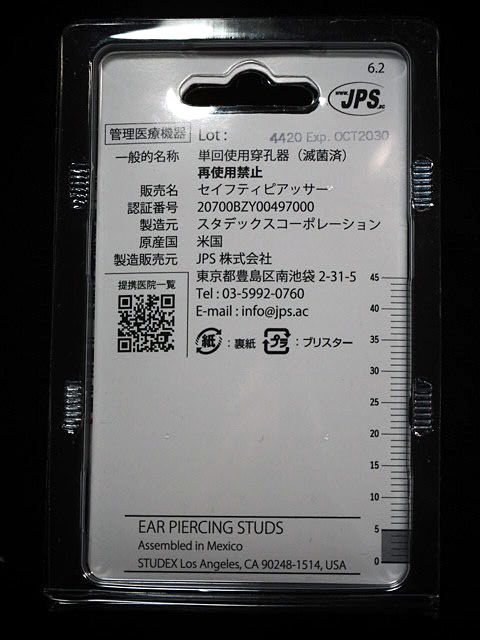 6.2
www.JPS.ac
管理医療機器 Lot : 4420 Exp. OCT2030
一般的名称 単回使用穿孔器（滅菌済）
再使用禁止
販売名 セイフティピアッサー
認証番号 20700BZY00497000
製造元 スタデックスコーポレーション
原産国 米国
製造販売元 JPS 株式会社
東京都豊島区南池袋 2-31-5
Tel : 03-5992-0760
E-mail : info@jps.ac
提携医院一覧
紙 : 裏紙 プラ : ブリスター
45
40
35
30
25
20
15
10
5
0
EAR PIERCING STUDS
Assembled in Mexico
STUDEX Los Angeles, CA 90248-1514, USA